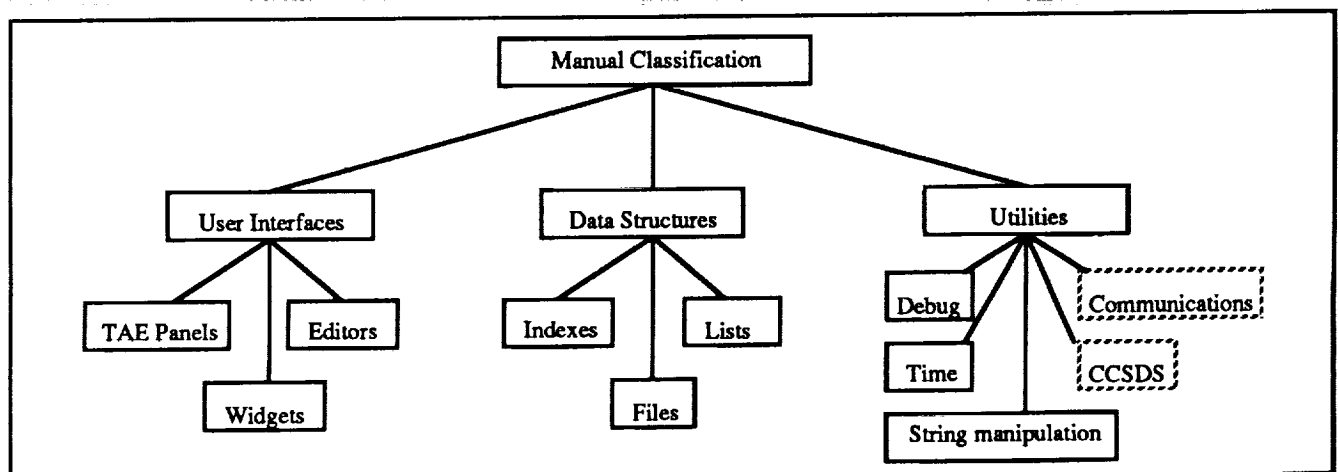 Manual Classification
User Interfaces
Data Structures
Utilities
TAE Panels
Editors
Widgets
Indexes
Lists
Files
Debug
Communications
Time
CCSDS
String manipulation